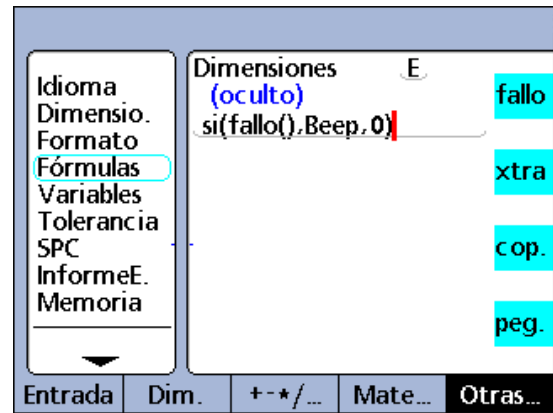 Idioma
Dimensio.
Formato
Fórmulas
Variables
Tolerancia
SPC
InformeE.
Memoria
Dimensiones E
(oculto)
si(fallo(),Beep,0)
fallo
xtra
cop.
peg.
Entrada Dim. +-*/... Mate... Otras...